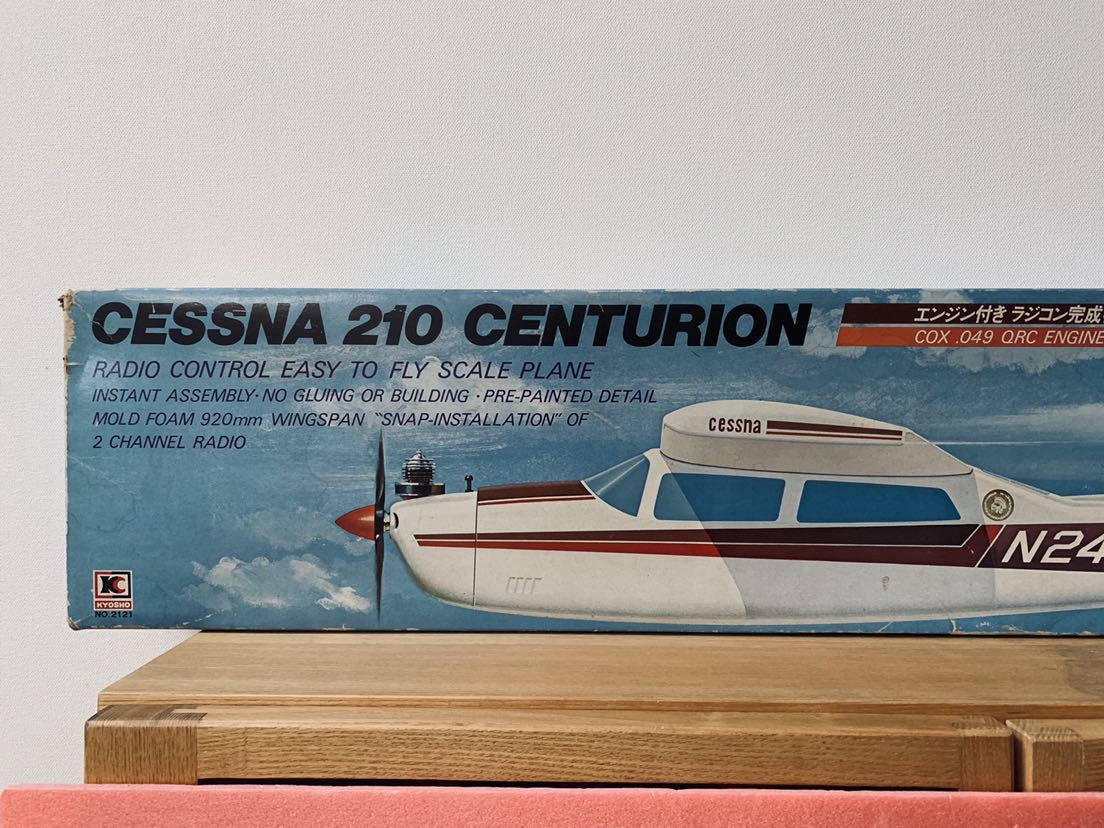 CESSNA 210 CENTURION
エンジン付き ラジコン完成
COX .049 QRC ENGINE
RADIO CONTROL EASY TO FLY SCALE PLANE
INSTANT ASSEMBLY·NO GLUING OR BUILDING·PRE-PAINTED DETAIL
MOLD FOAM 920mm WINGSPAN "SNAP-INSTALLATION" OF
2 CHANNEL RADIO
cessna
N24
KYOSHO
NO.2121